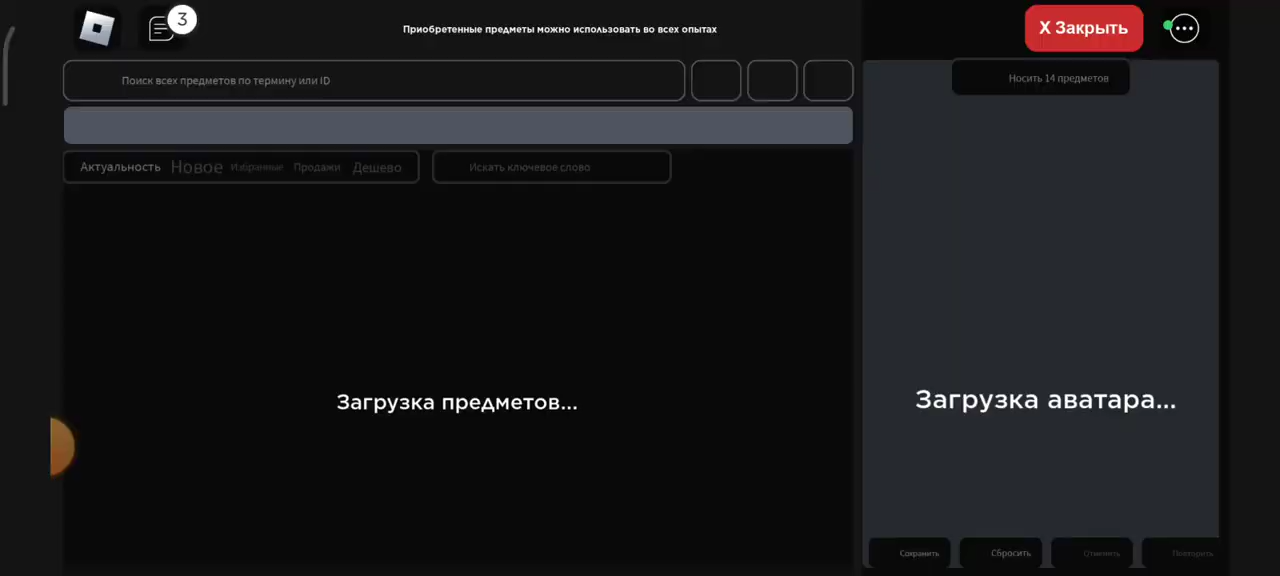 3
Приобретенные предметы можно использовать во всех опытах
X Закрыть
Поиск всех предметов по термину или ID
Носить 14 предметов
Актуальность Новое Избранные Продажи Дешево
Искать ключевое слово
Загрузка предметов...
Загрузка аватара...
Сохранить
Сбросить
Отменить
Повторить